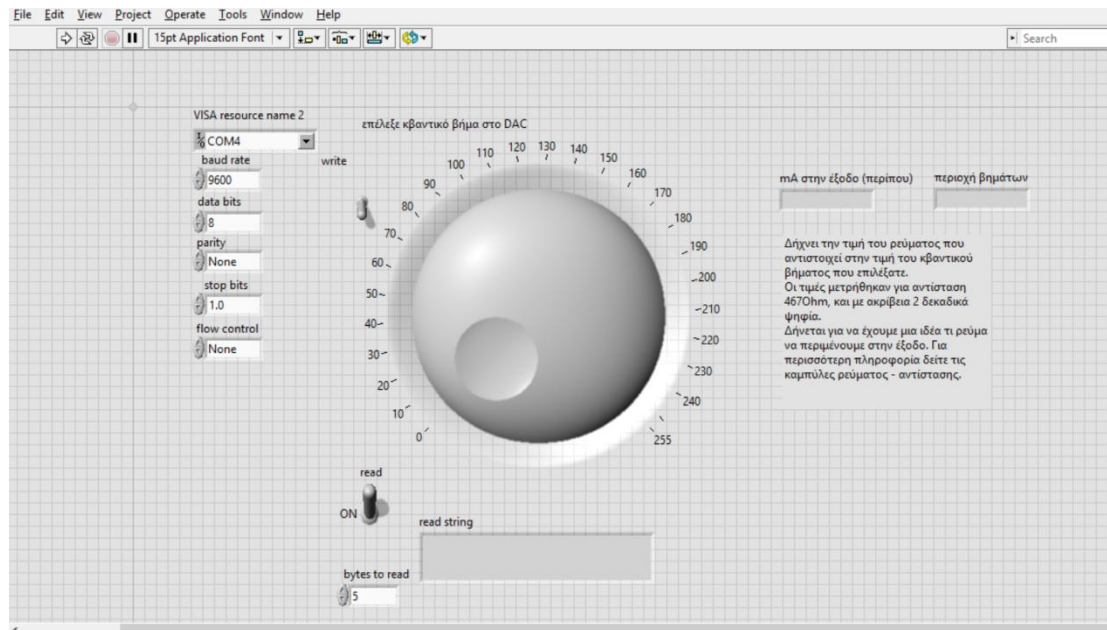 File Edit View Project Operate Tools Window Help
15pt Application Font
Search
VISA resource name 2
COM4
baud rate
9600
data bits
8
parity
None
stop bits
1.0
flow control
None
write
επέλεξε κβαντικό βήμα στο DAC
0
10
20
30
40
50
60
70
80
90
100
110
120
130
140
150
160
170
180
190
200
210
220
230
240
255
mA στην έξοδο (περίπου)
περιοχή βημάτων
Δήχνει την τιμή του ρεύματος που
αντιστοιχεί στην τιμή του κβαντικού
βήματος που επιλέξατε.
Οι τιμές μετρήθηκαν για αντίσταση
467Ohm, και με ακρίβεια 2 δεκαδικά
ψηφία.
Δήνεται για να έχουμε μια ιδέα τι ρεύμα
να περιμένουμε στην έξοδο. Για
περισσότερη πληροφορία δείτε τις
καμπύλες ρεύματος - αντίστασης.
read
ON
read string
bytes to read
5